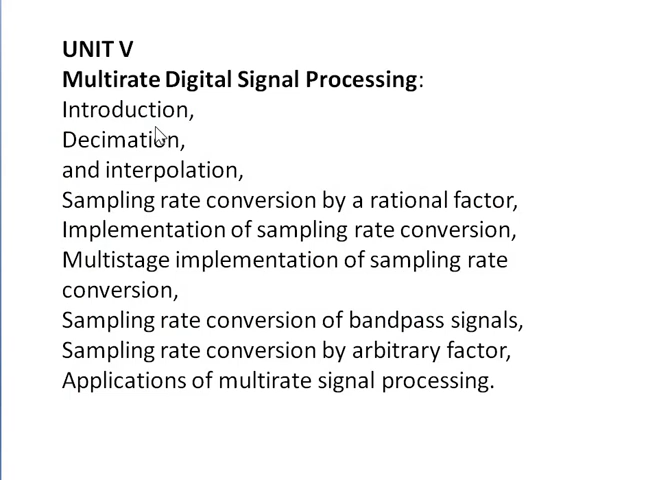 UNIT V
Multirate Digital Signal Processing:
Introduction,
Decimation,
and interpolation,
Sampling rate conversion by a rational factor,
Implementation of sampling rate conversion,
Multistage implementation of sampling rate
conversion,
Sampling rate conversion of bandpass signals,
Sampling rate conversion by arbitrary factor,
Applications of multirate signal processing.